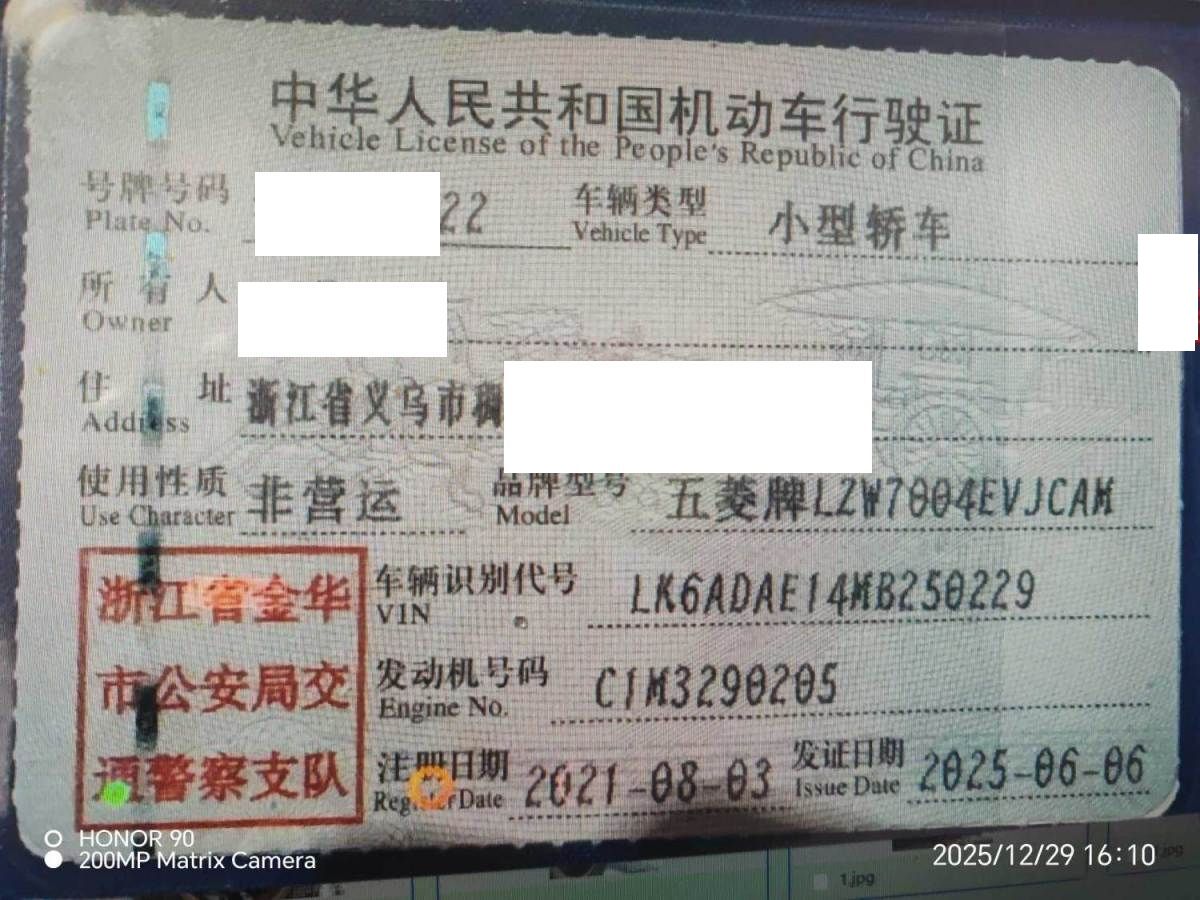 中华人民共和国机动车行驶证
Vehicle License of the People's Republic of China
号牌号码 22 车辆类型 小型轿车
Plate No. Vehicle Type
所有人
Owner
住址 浙江省义乌市稠
Address
使用性质 非营运 品牌型号 五菱牌LZW7004EVJCAM
Use Character Model
浙江省金华
市公安局交
通警察支队
车辆识别代号 LK6ADAE14MB250229
VIN
发动机号码 C1M3290205
Engine No.
注册日期 2021-08-03 发证日期 2025-06-06
Register Date Issue Date
HONOR 90
200MP Matrix Camera
2025/12/29 16:10
1.jpg